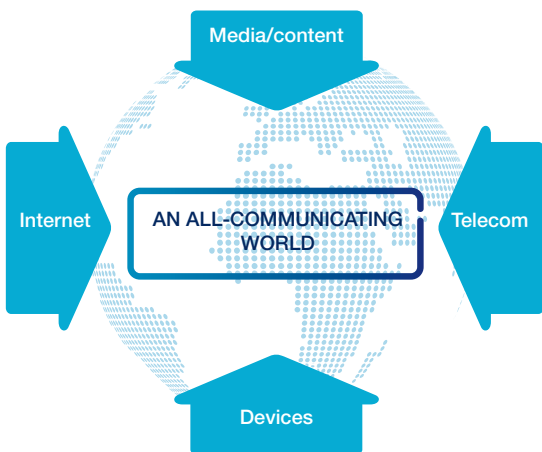 Media/content
Internet
AN ALL-COMMUNICATING
WORLD
Telecom
Devices